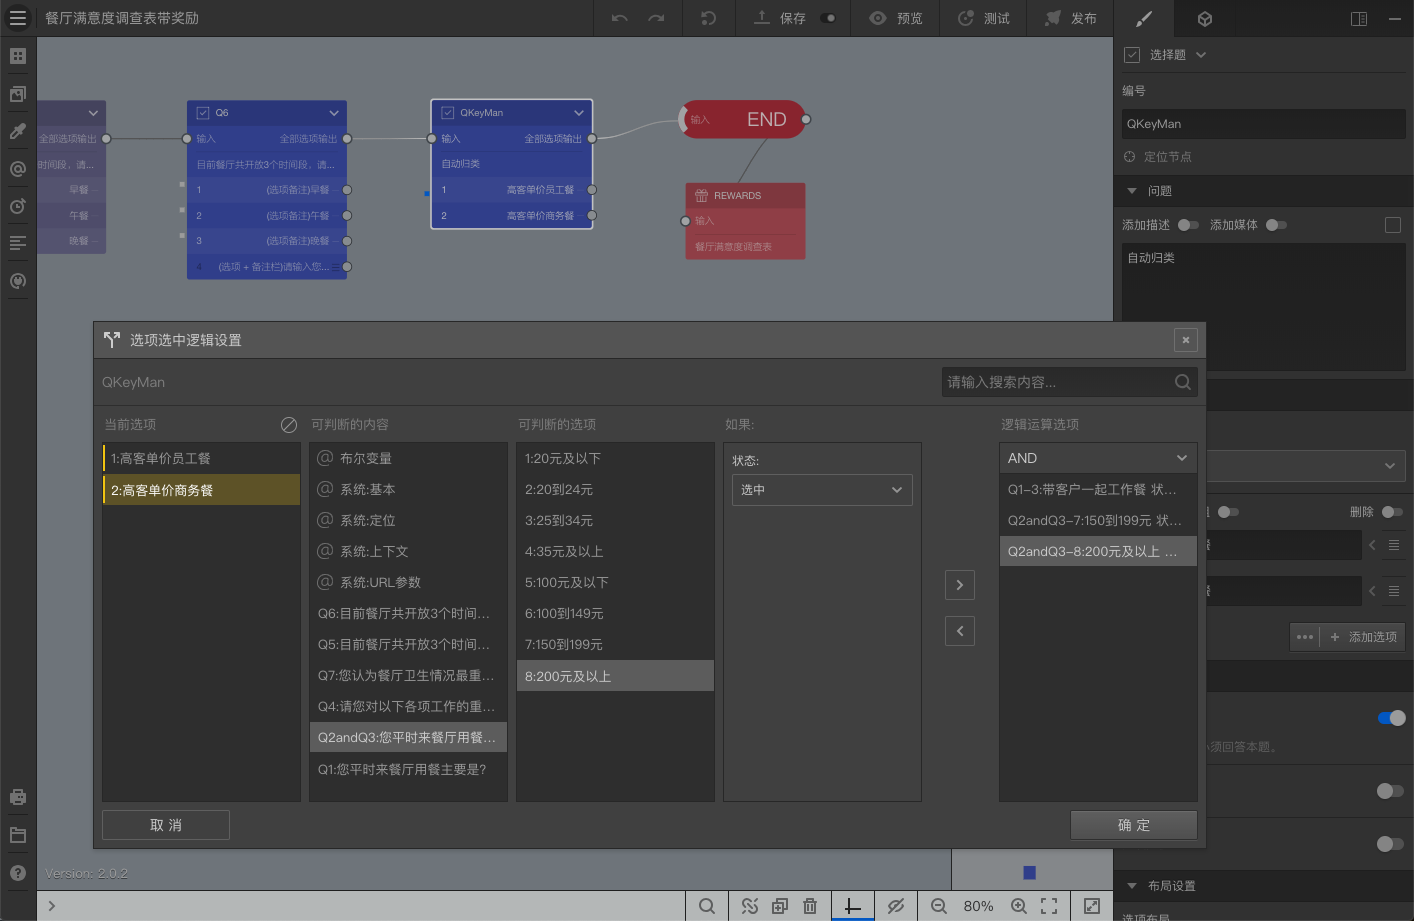 餐厅满意度调查表带奖励
保存
预览
测试
发布
选择题
编号
QKeyMan
定位节点
问题
添加描述
添加媒体
自动归类
全部选项输出
时间段，请...
早餐
午餐
晚餐
Q6
输入
全部选项输出
目前餐厅共开放3个时间段，请...
1 (选项备注)早餐
2 (选项备注)午餐
3 (选项备注)晚餐
4 (选项 + 备注栏)请输入您...
QKeyMan
输入
全部选项输出
自动归类
1 高客单价员工餐
2 高客单价商务餐
输入 END
REWARDS
输入
餐厅满意度调查表
选项选中逻辑设置
QKeyMan
请输入搜索内容...
当前选项
1:高客单价员工餐
2:高客单价商务餐
可判断的内容
@ 布尔变量
@ 系统:基本
@ 系统:定位
@ 系统:上下文
@ 系统:URL参数
Q6:目前餐厅共开放3个时间...
Q5:目前餐厅共开放3个时间...
Q7:您认为餐厅卫生情况最重...
Q4:请您对以下各项工作的重...
Q2andQ3:您平时来餐厅用餐...
Q1:您平时来餐厅用餐主要是?
可判断的选项
1:20元及以下
2:20到24元
3:25到34元
4:35元及以上
5:100元及以下
6:100到149元
7:150到199元
8:200元及以上
如果:
状态:
选中
逻辑运算选项
AND
Q1-3:带客户一起工作餐 状...
Q2andQ3-7:150到199元 状...
Q2andQ3-8:200元及以上 ...
取 消
确 定
删除
添加选项
须回答本题。
布局设置
选项布局
Version: 2.0.2
80%